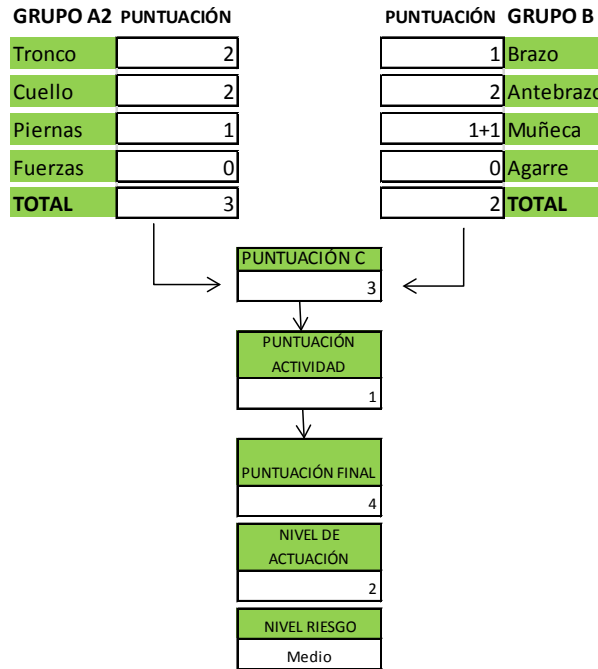 GRUPO A2 PUNTUACIÓN PUNTUACIÓN GRUPO B
Tronco 2 1 Brazo
Cuello 2 2 Antebrazo
Piernas 1 1+1 Muñeca
Fuerzas 0 0 Agarre
TOTAL 3 2 TOTAL
PUNTUACIÓN C
3
PUNTUACIÓN
ACTIVIDAD
1
PUNTUACIÓN FINAL
4
NIVEL DE
ACTUACIÓN
2
NIVEL RIESGO
Medio